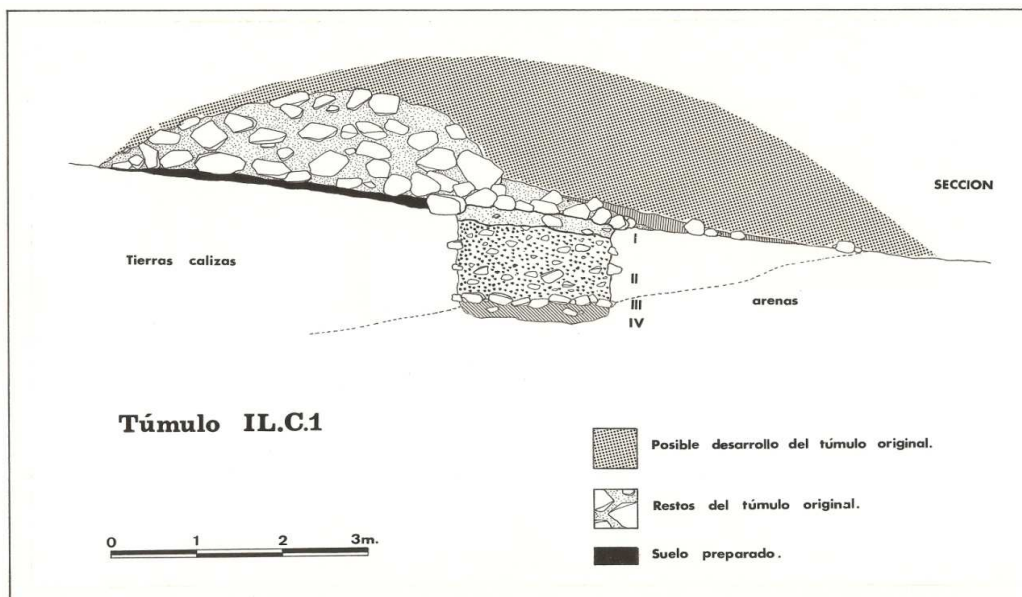 SECCION
I
Tierras calizas
II
arenas
III
IV
Túmulo IL.C.1
Posible desarrollo del túmulo original.
Restos del túmulo original.
0 1 2 3m.
Suelo preparado.